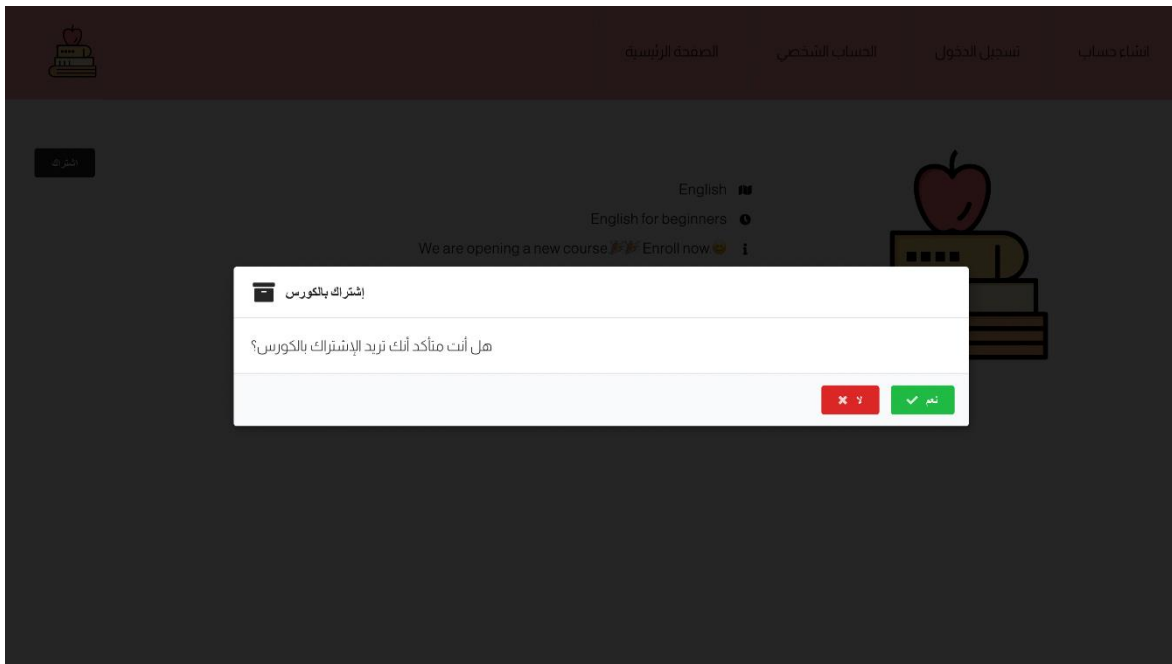 الصفحة الرئيسية الحساب الشخصي تسجيل الدخول انشاء حساب
اشتراك
English
English for beginners
We are opening a new course🎉🎉 Enroll now😊
إشتراك بالكورس
هل أنت متأكد أنك تريد الإشتراك بالكورس؟
لا
نعم